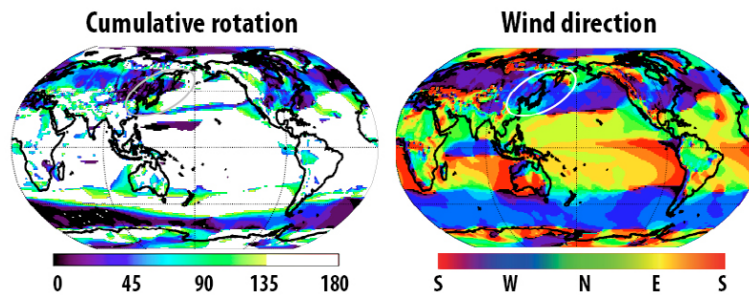 Cumulative rotation
Wind direction
0 45 90 135 180
S W N E S